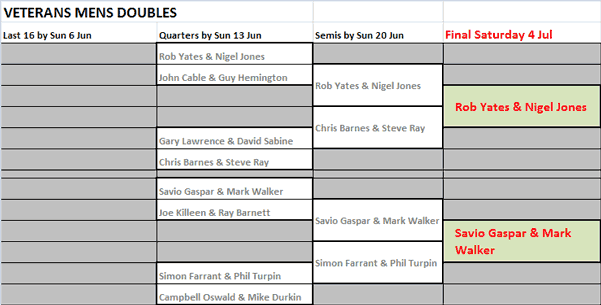 VETERANS MENS DOUBLES
Last 16 by Sun 6 Jun Quarters by Sun 13 Jun Semis by Sun 20 Jun Final Saturday 4 Jul
Rob Yates & Nigel Jones
John Cable & Guy Hemington
Rob Yates & Nigel Jones
Rob Yates & Nigel Jones
Chris Barnes & Steve Ray
Gary Lawrence & David Sabine
Chris Barnes & Steve Ray
Savio Gaspar & Mark Walker
Joe Killeen & Ray Barnett
Savio Gaspar & Mark Walker
Savio Gaspar & Mark
Walker
Simon Farrant & Phil Turpin
Simon Farrant & Phil Turpin
Campbell Oswald & Mike Durkin